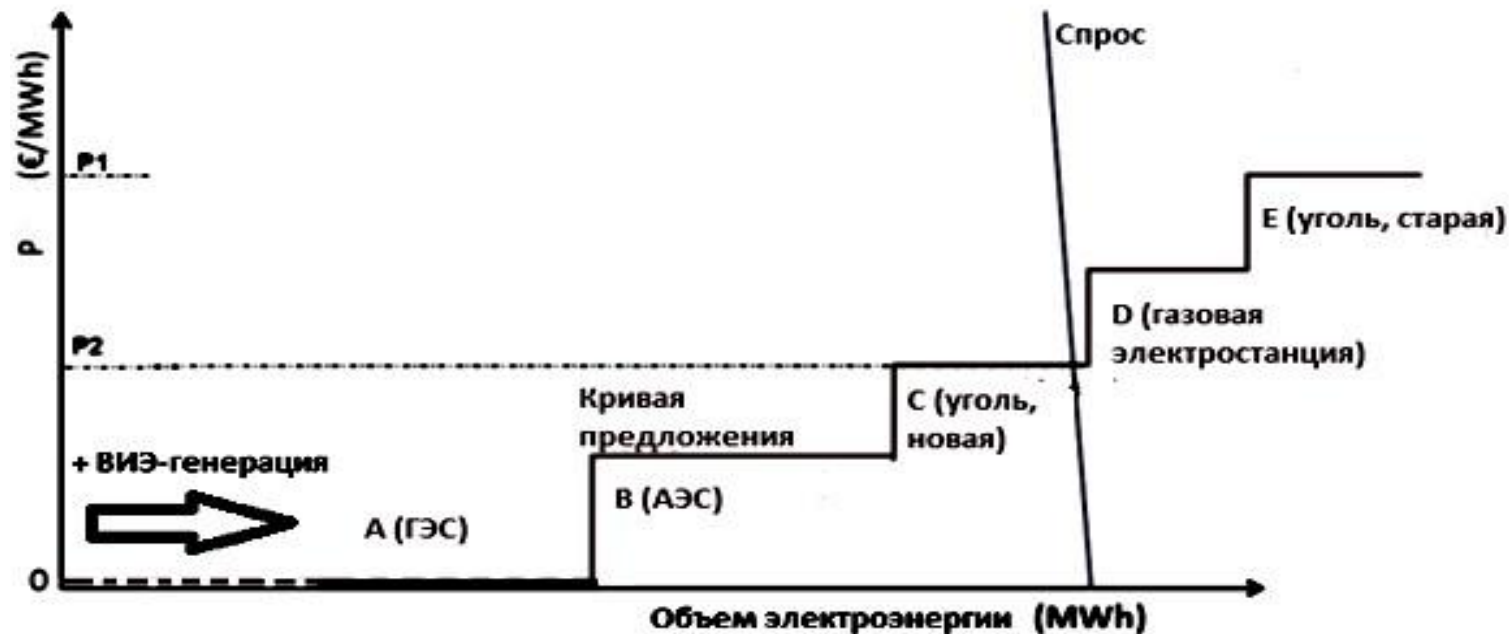 Р (€/MWh)
Спрос
P1
E (уголь, старая)
D (газовая
электростанция)
P2
Кривая
предложения
C (уголь,
новая)
+ ВИЭ-генерация
B (АЭС)
A (ГЭС)
0
Объем электроэнергии (MWh)